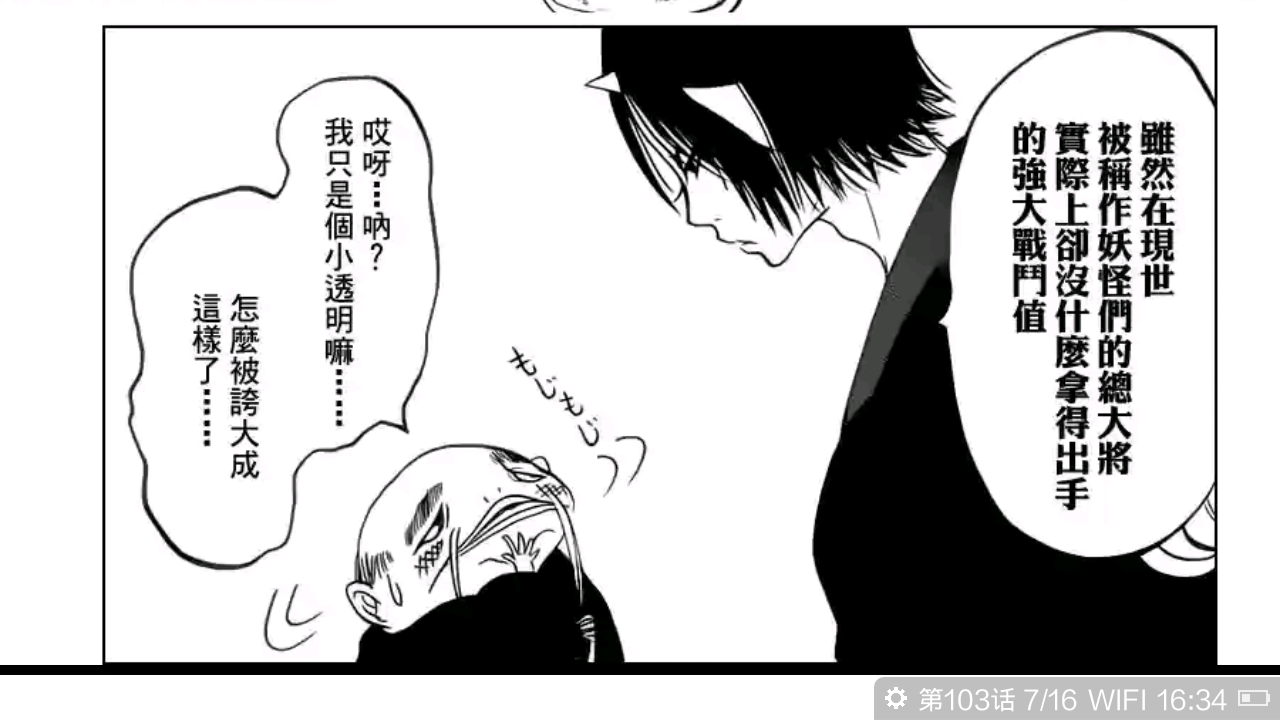 雖然在現世
被稱作妖怪們的總大將
實際上卻沒什麼拿得出手
的強大戰鬥值
哎呀…吶？
我只是個小透明嘛……
怎麼被誇大成
這樣了……
もじもじ
第103话 7/16 WIFI 16:34